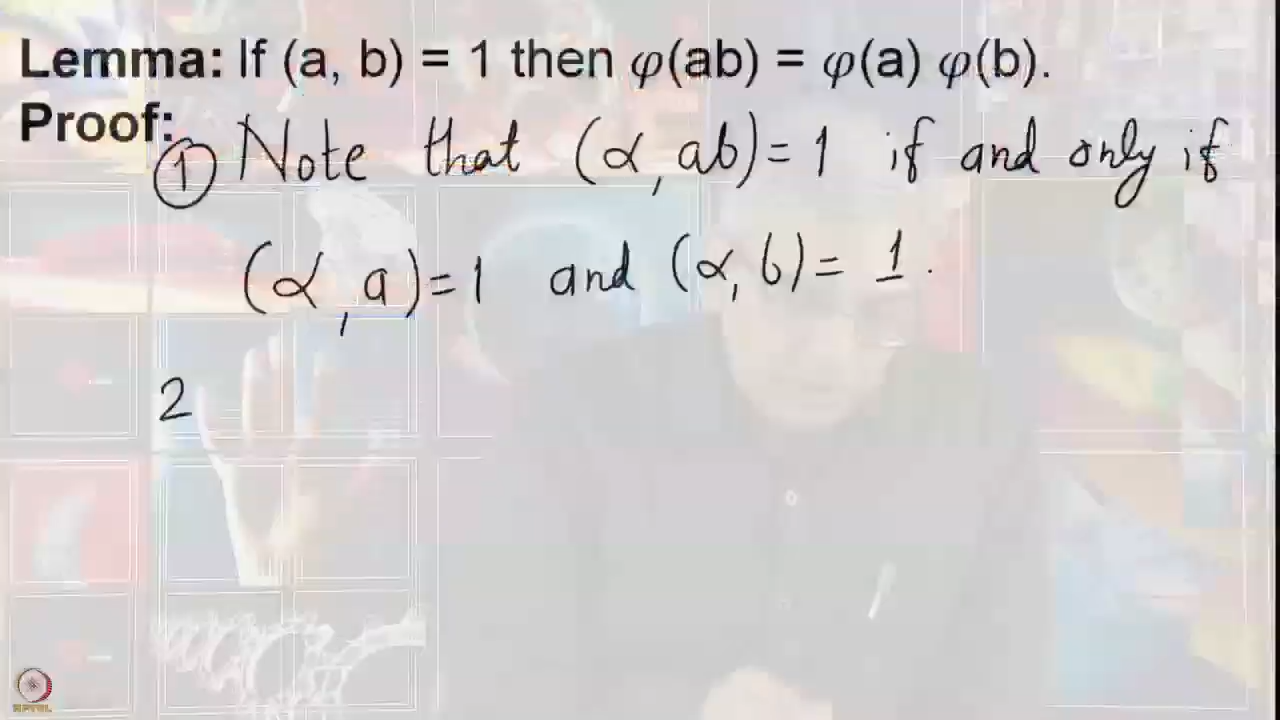 Lemma: If (a, b) = 1 then φ(ab) = φ(a) φ(b).
Proof:
① Note that (α, ab) = 1 if and only if
(α, a) = 1 and (α, b) = 1.
2
NPTEL